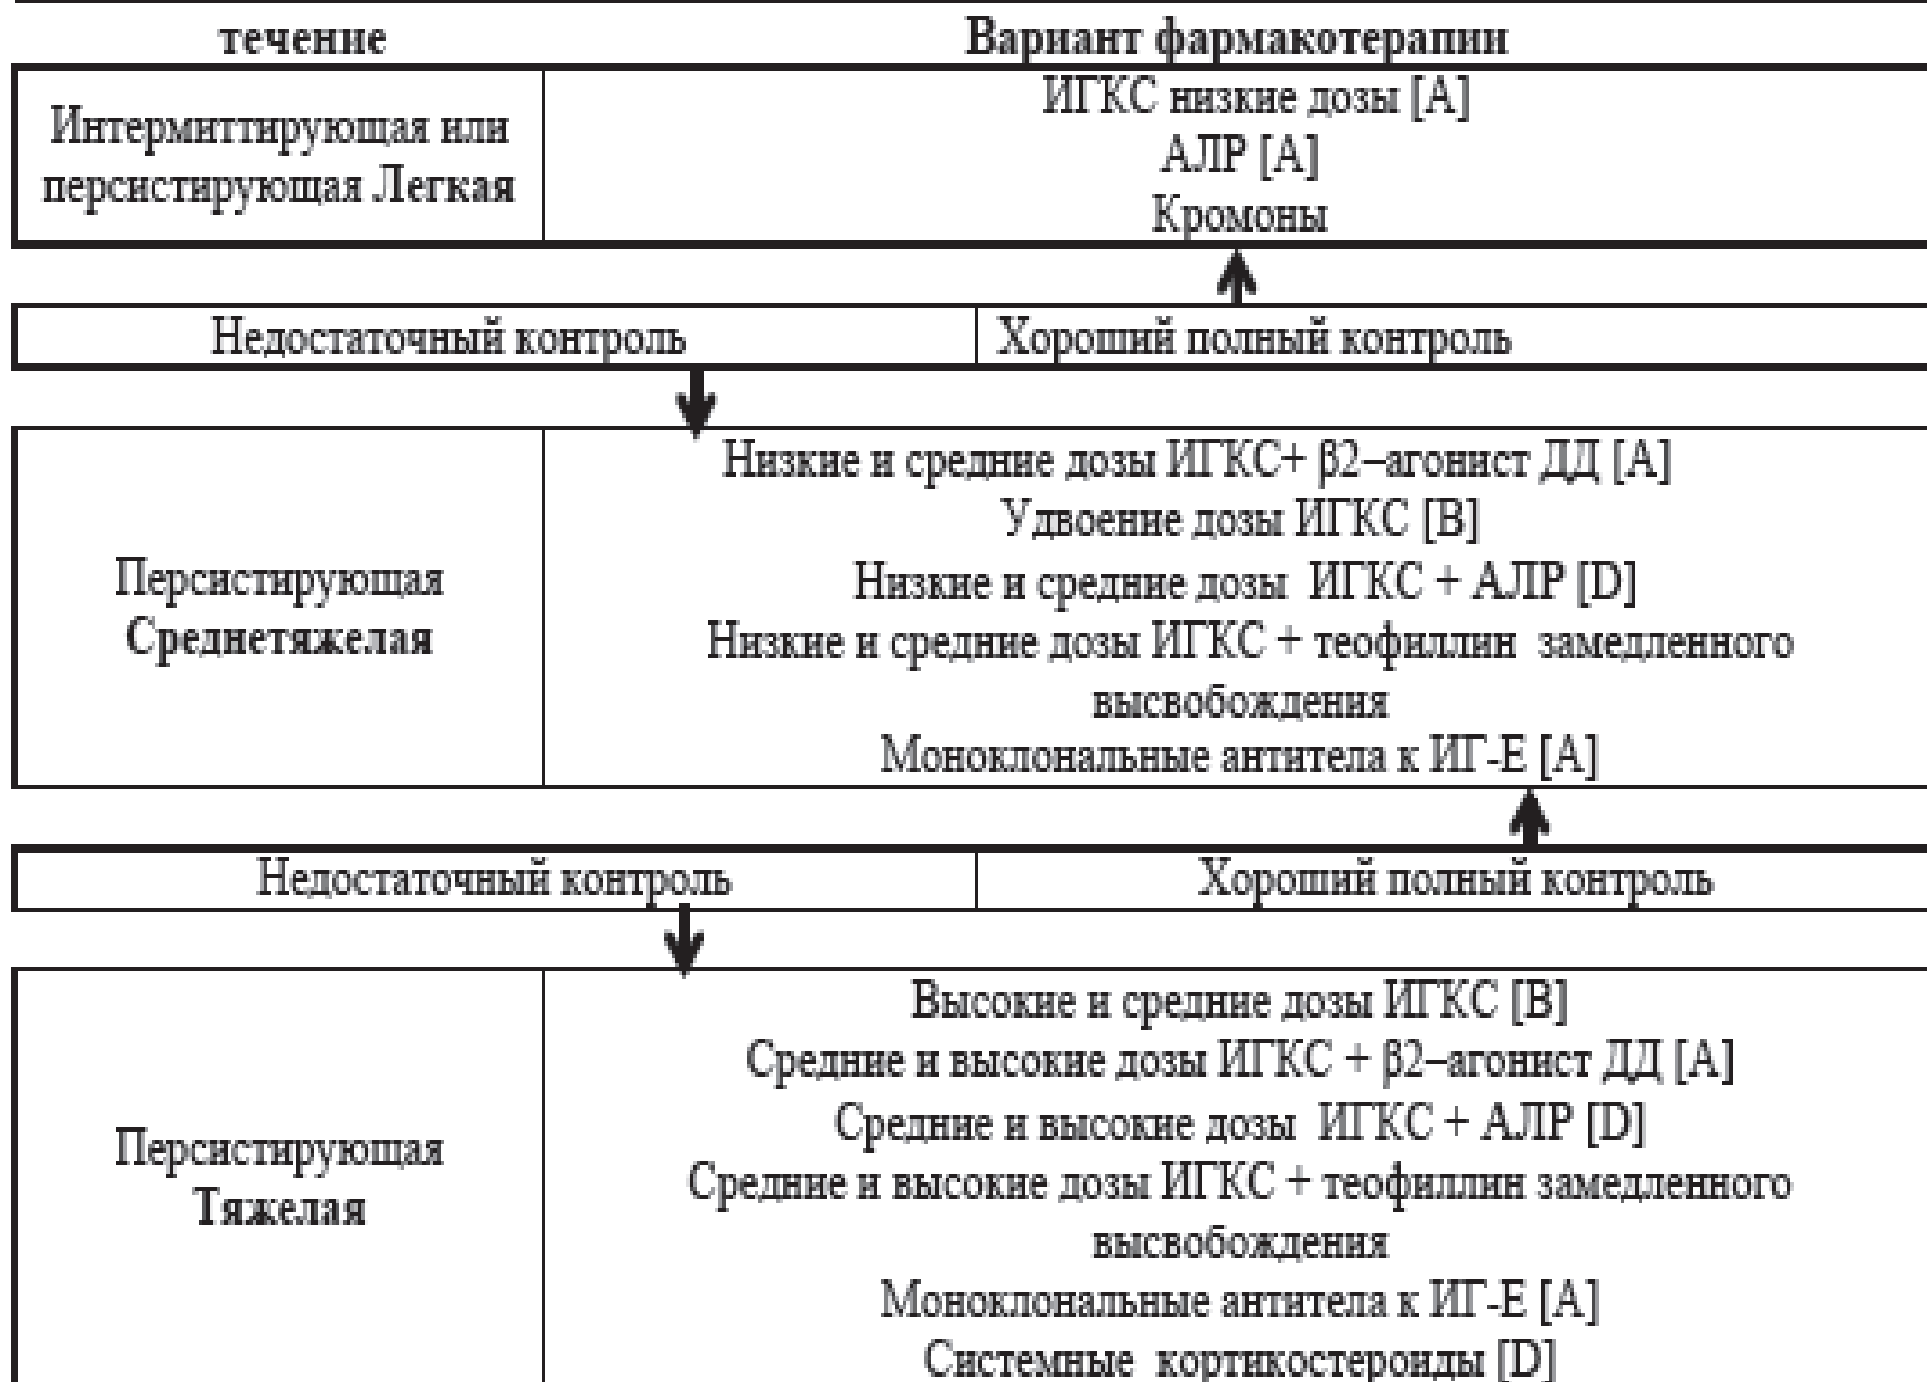 течение Вариант фармакотерапии
Интермиттирующая или
персистирующая Легкая
ИГКС низкие дозы [A]
АЛР [A]
Кромоны
Недостаточный контроль Хороший полный контроль
Персистирующая
Среднетяжелая
Низкие и средние дозы ИГКС+ β2–агонист ДД [A]
Удвоение дозы ИГКС [B]
Низкие и средние дозы ИГКС + АЛР [D]
Низкие и средние дозы ИГКС + теофиллин замедленного
высвобождения
Моноклональные антитела к ИГ-Е [A]
Недостаточный контроль Хороший полный контроль
Персистирующая
Тяжелая
Высокие и средние дозы ИГКС [B]
Средние и высокие дозы ИГКС + β2–агонист ДД [A]
Средние и высокие дозы ИГКС + АЛР [D]
Средние и высокие дозы ИГКС + теофиллин замедленного
высвобождения
Моноклональные антитела к ИГ-Е [A]
Системные кортикостероиды [D]